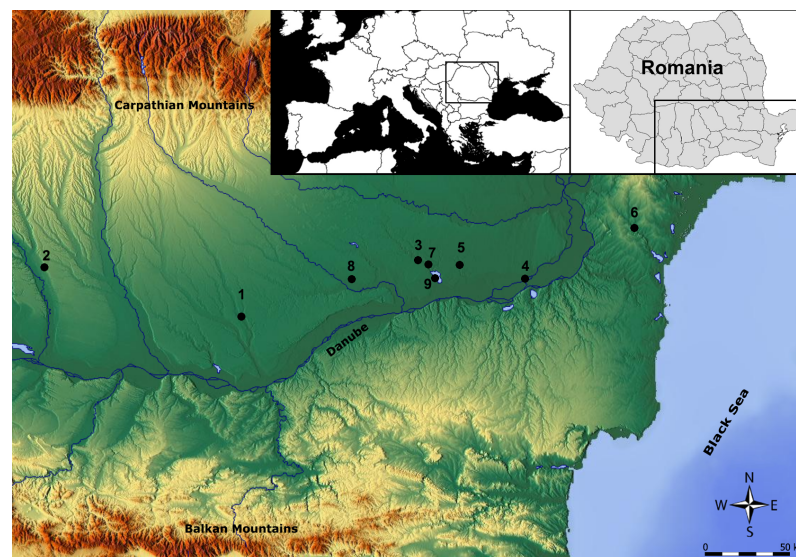 Romania
Carpathian Mountains
6
2
3
7
5
8
9
4
1
Danube
Black Sea
N
W
E
S
Balkan Mountains
0
50 k